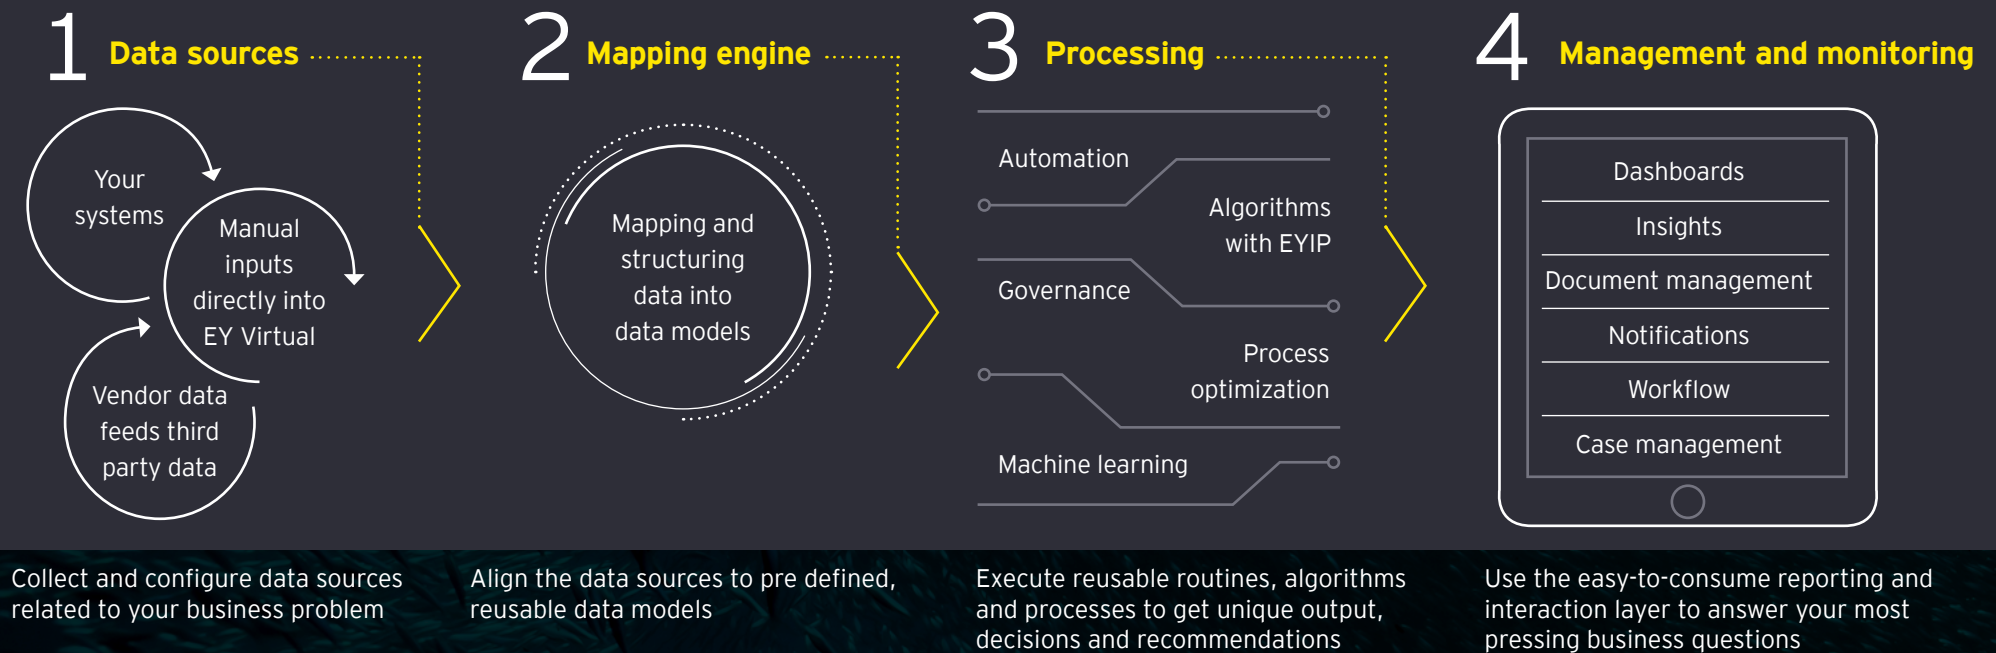 1 Data sources
Your
systems
Manual
inputs
directly into
EY Virtual
Vendor data
feeds third
party data
Collect and configure data sources
related to your business problem
2 Mapping engine
Mapping and
structuring
data into
data models
Align the data sources to pre defined,
reusable data models
3 Processing
Automation
Algorithms
with EYIP
Governance
Process
optimization
Machine learning
Execute reusable routines, algorithms
and processes to get unique output,
decisions and recommendations
4 Management and monitoring
Dashboards
Insights
Document management
Notifications
Workflow
Case management
Use the easy-to-consume reporting and
interaction layer to answer your most
pressing business questions